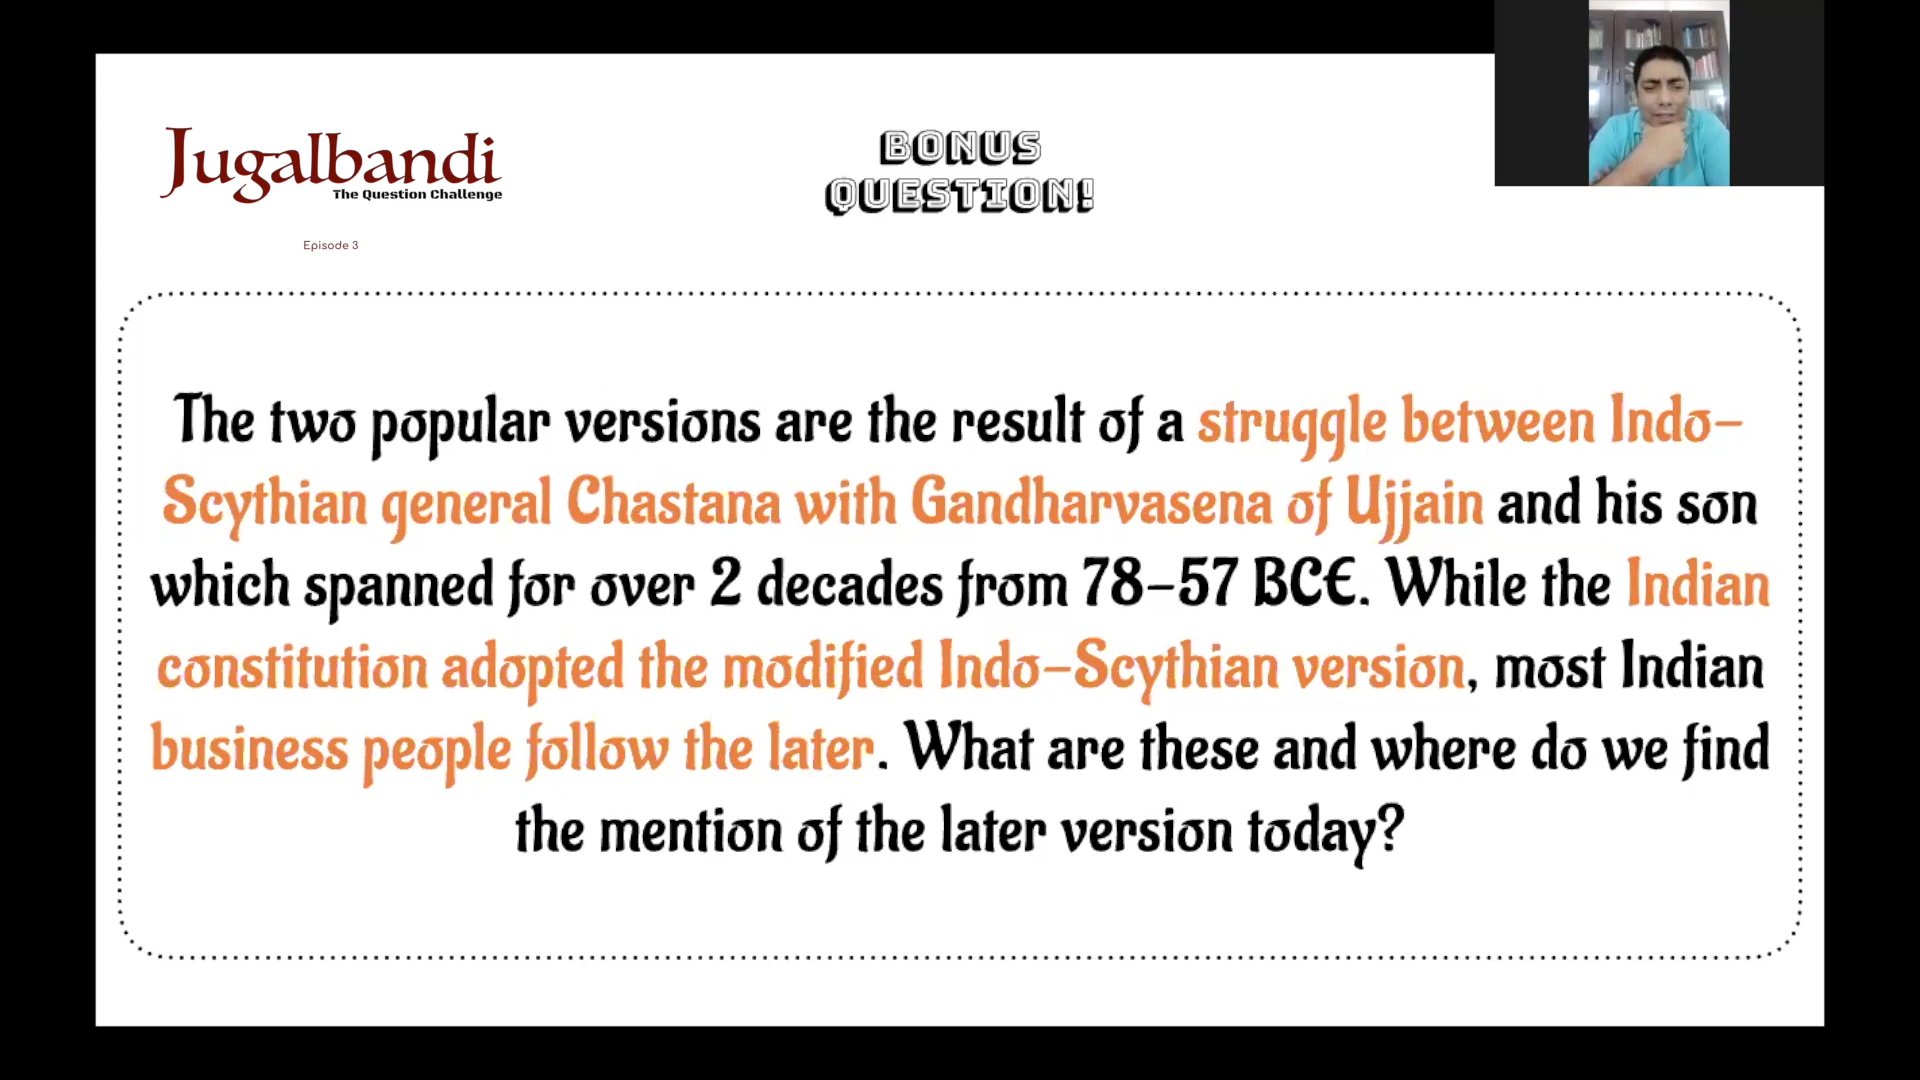 Jugalbandi
The Question Challenge
Episode 3
BONUS
QUESTION!
The two popular versions are the result of a struggle between Indo-
Scythian general Chastana with Gandharvasena of Ujjain and his son
which spanned for over 2 decades from 78-57 BCE. While the Indian
constitution adopted the modified Indo-Scythian version, most Indian
business people follow the later. What are these and where do we find
the mention of the later version today?